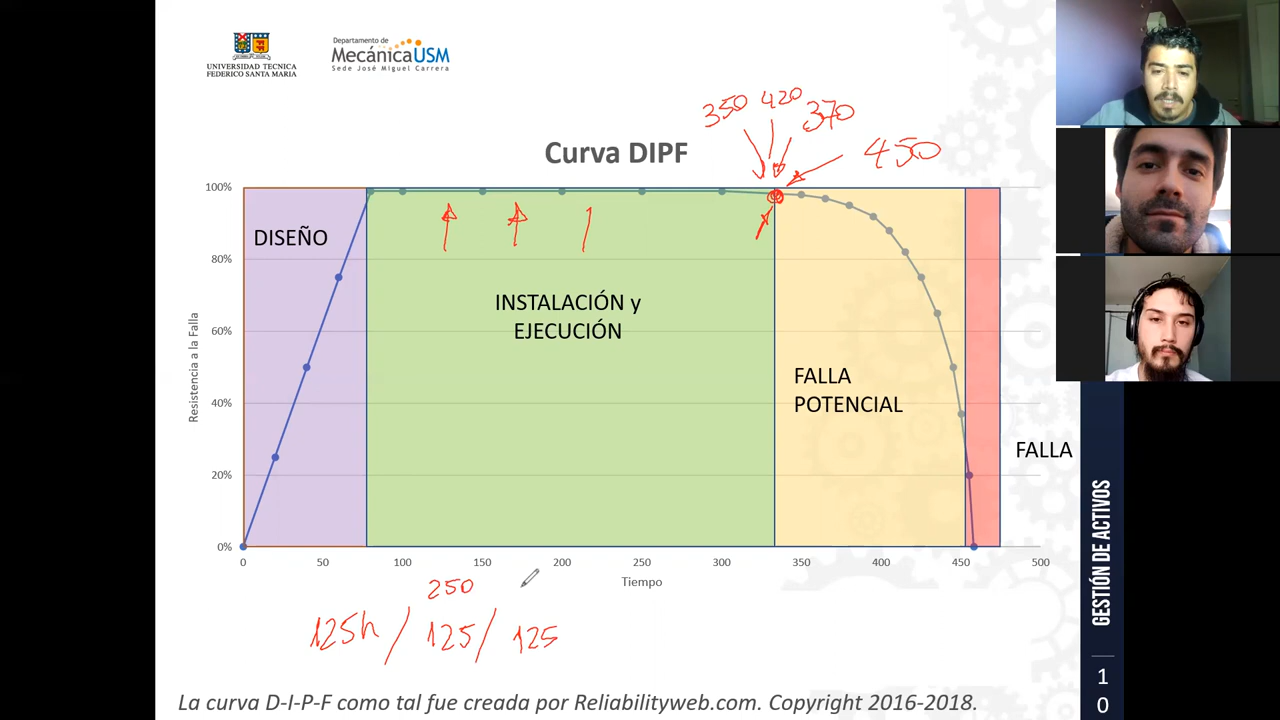 UNIVERSIDAD TECNICA
FEDERICO SANTA MARIA
Departamento de
MecánicaUSM
Sede José Miguel Carrera
350 420 370
450
Curva DIPF
100%
80%
60%
40%
20%
0%
Resistencia a la Falla
DISEÑO
INSTALACIÓN y
EJECUCIÓN
FALLA
POTENCIAL
FALLA
0 50 100 150 200 250 300 350 400 450 500
Tiempo
250
125h / 125 / 125
GESTIÓN DE ACTIVOS
1
0
La curva D-I-P-F como tal fue creada por Reliabilityweb.com. Copyright 2016-2018.